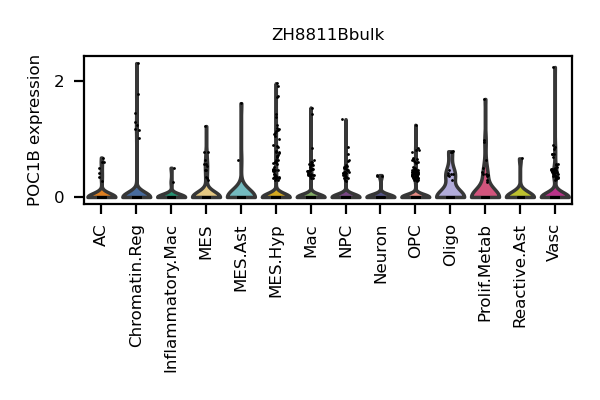 ZH8811Bbulk
POC1B expression
2
0
AC
Chromatin.Reg
Inflammatory.Mac
MES
MES.Ast
MES.Hyp
Mac
NPC
Neuron
OPC
Oligo
Prolif.Metab
Reactive.Ast
Vasc